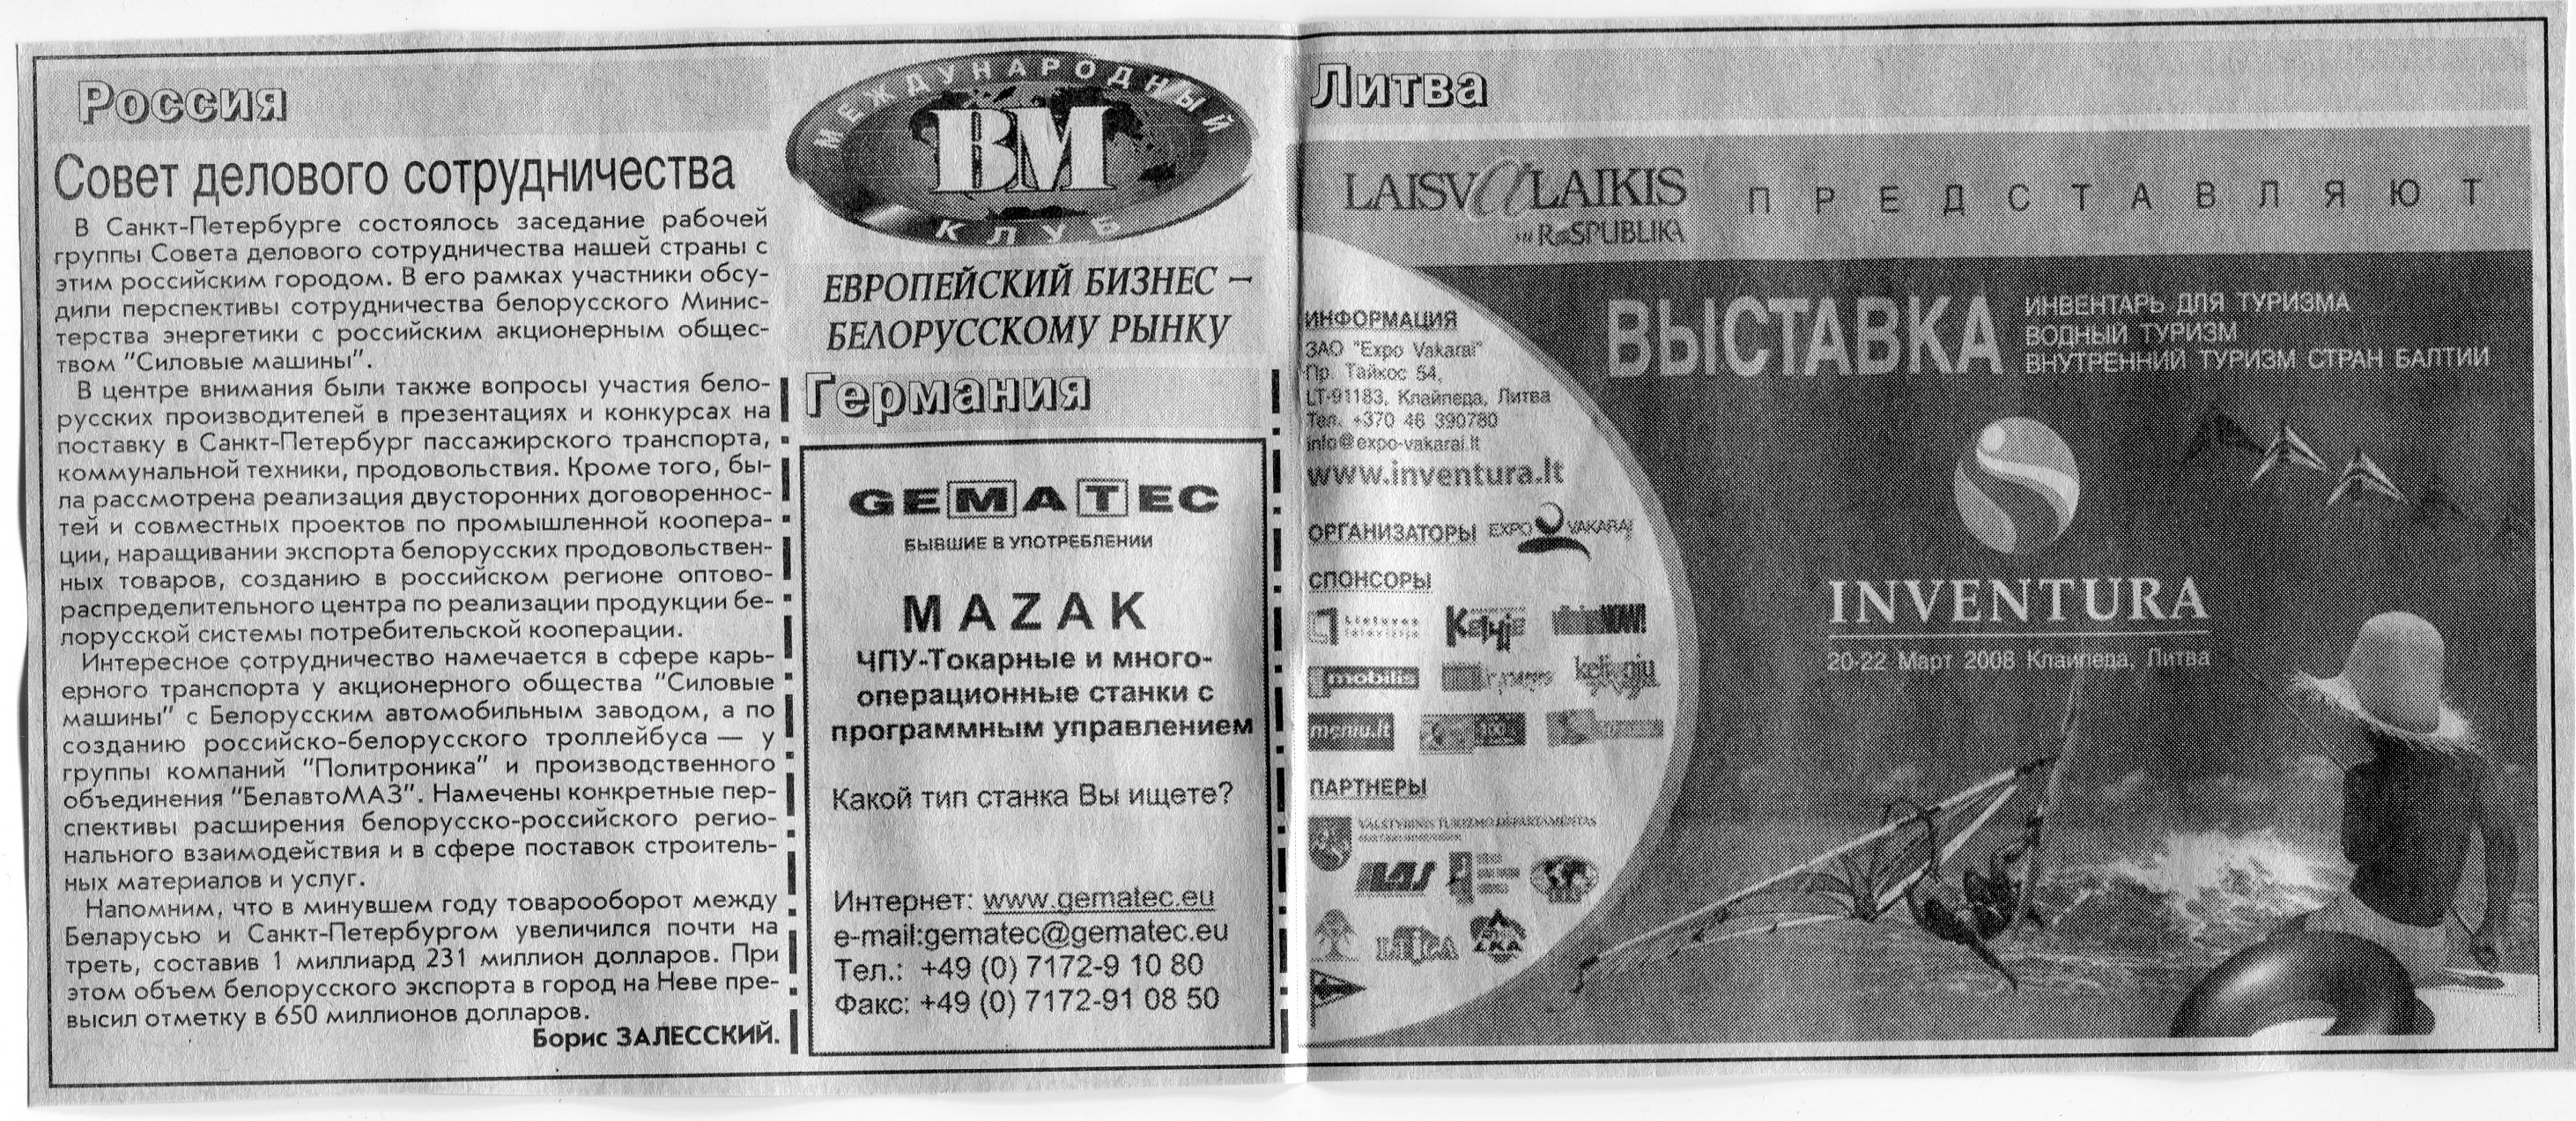 Россия
Совет делового сотрудничества
В Санкт-Петербурге состоялось заседание рабочей
группы Совета делового сотрудничества нашей страны с
этим российским городом. В его рамках участники обсу-
дили перспективы сотрудничества белорусского Минис-
терства энергетики с российским акционерным общес-
твом "Силовые машины".
В центре внимания были также вопросы участия бело-
русских производителей в презентациях и конкурсах на
поставку в Санкт-Петербург пассажирского транспорта,
коммунальной техники, продовольствия. Кроме того, бы-
ла рассмотрена реализация двусторонних договореннос-
тей и совместных проектов по промышленной коопера-
ции, наращивании экспорта белорусских продовольствен-
ных товаров, созданию в российском регионе оптово-
распределительного центра по реализации продукции бе-
лорусской системы потребительской кооперации.
Интересное сотрудничество намечается в сфере карь-
ерного транспорта у акционерного общества "Силовые
машины" с Белорусским автомобильным заводом, а по
созданию российско-белорусского троллейбуса — у
группы компаний "Политроника" и производственного
объединения "БелавтоМАЗ". Намечены конкретные пер-
спективы расширения белорусско-российского регио-
нального взаимодействия и в сфере поставок строитель-
ных материалов и услуг.
Напомним, что в минувшем году товарооборот между
Беларусью и Санкт-Петербургом увеличился почти на
треть, составив 1 миллиард 231 миллион долларов. При
этом объем белорусского экспорта в город на Неве пре-
высил отметку в 650 миллионов долларов.
Борис ЗАЛЕССКИЙ.
МЕЖДУНАРОДНЫЙ
ВМ
КЛУБ
ЕВРОПЕЙСКИЙ БИЗНЕС –
БЕЛОРУССКОМУ РЫНКУ
Германия
GEMATEC
БЫВШИЕ В УПОТРЕБЛЕНИИ
MAZAK
ЧПУ-Токарные и много-
операционные станки с
программным управлением
Какой тип станка Вы ищете?
Интернет: www.gematec.eu
e-mail:gematec@gematec.eu
Тел.: +49 (0) 7172-9 10 80
Факс: +49 (0) 7172-91 08 50
Литва
LAISVALAIKIS
RESPUBLIKA
ПРЕДСТАВЛЯЮТ
ВЫСТАВКА
ИНВЕНТАРЬ ДЛЯ ТУРИЗМА
ВОДНЫЙ ТУРИЗМ
ВНУТРЕННИЙ ТУРИЗМ СТРАН БАЛТИИ
ИНФОРМАЦИЯ
ЗАО "Expo Vakarai"
Пр. Тайкос 54,
LT-91183, Клайпеда, Литва
Тел. +370 46 390780
info@expo-vakarai.lt
www.inventura.lt
ОРГАНИЗАТОРЫ EXPO VAKARAI
СПОНСОРЫ
mobilis
meniu.lt
ПАРТНЕРЫ
VALSTYBINIS TURIZMO DEPARTAMENTAS
INVENTURA
20-22 Март 2008 Клайпеда, Литва